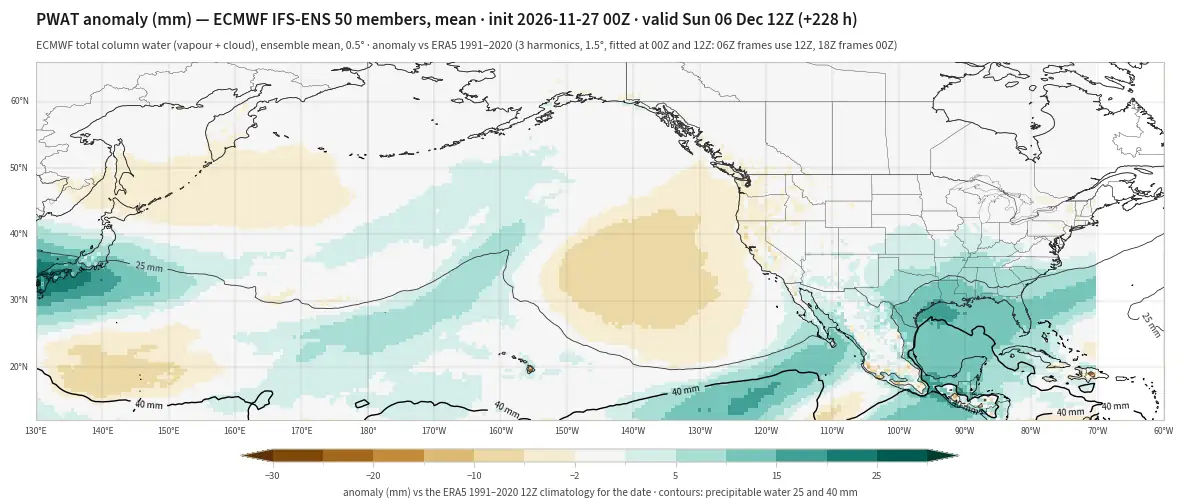 PWAT anomaly (mm) — ECMWF IFS-ENS 50 members, mean · init 2026-11-27 00Z · valid Sun 06 Dec 12Z (+228 h)
ECMWF total column water (vapour + cloud), ensemble mean, 0.5° · anomaly vs ERA5 1991–2020 (3 harmonics, 1.5°, fitted at 00Z and 12Z: 06Z frames use 12Z, 18Z frames 00Z)
60°N
50°N
40°N
30°N
20°N
25 mm
25 mm
40 mm
40 mm
40 mm
40 mm
40 mm
130°E 140°E 150°E 160°E 170°E 180° 170°W 160°W 150°W 140°W 130°W 120°W 110°W 100°W 90°W 80°W 70°W 60°W
−30 −20 −10 −2 5 15 25
anomaly (mm) vs the ERA5 1991–2020 12Z climatology for the date · contours: precipitable water 25 and 40 mm